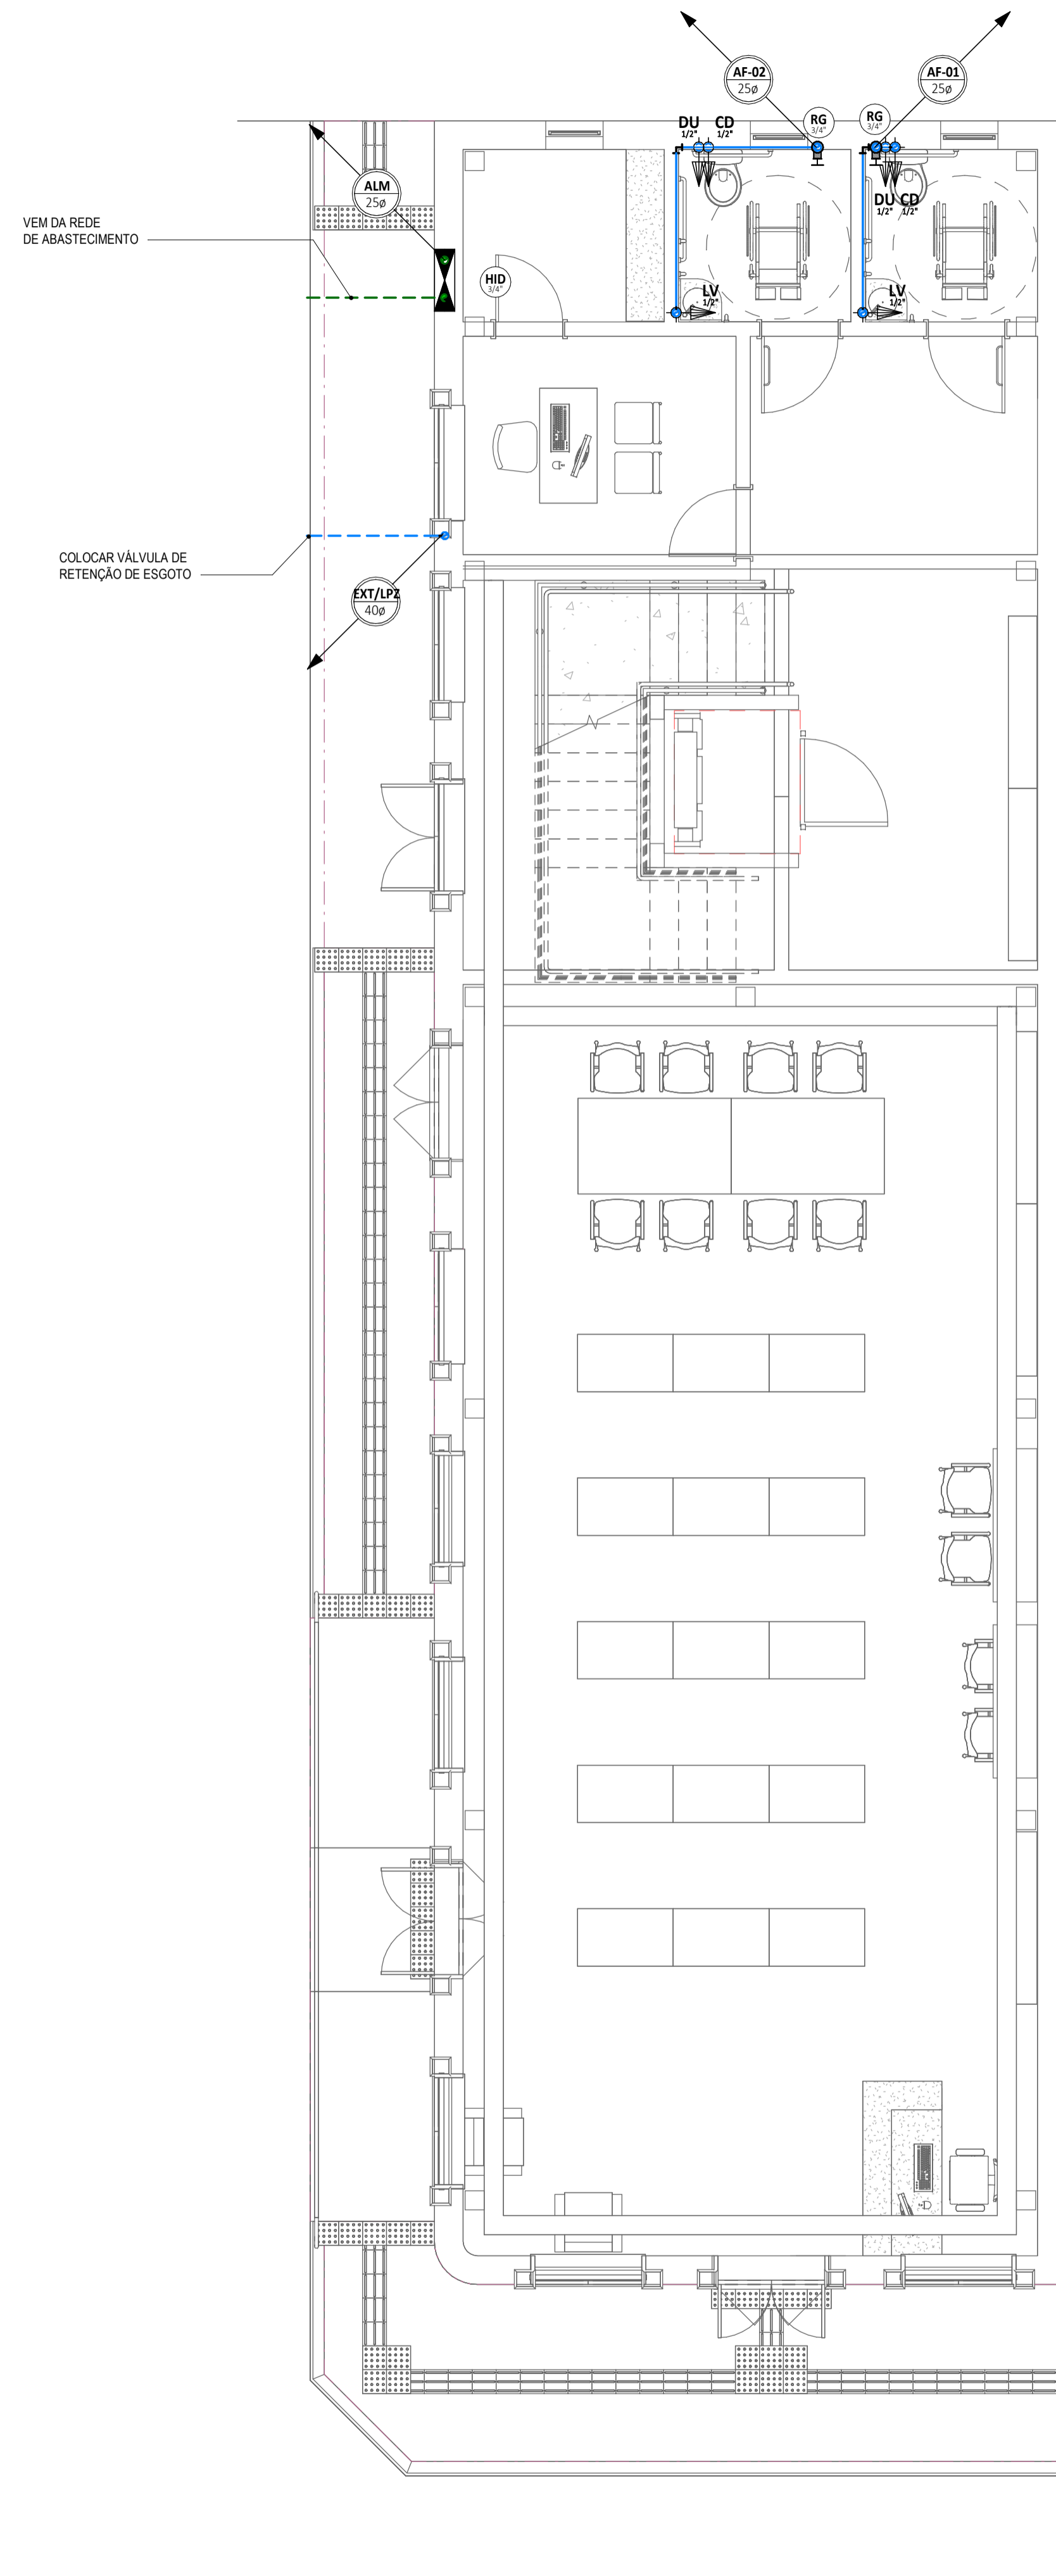 AF-02
25ø
AF-01
25ø
RG
3/4"
RG
3/4"
DU
1/2"
CD
1/2"
ALM
25ø
DU
1/2"
CD
1/2"
VEM DA REDE
DE ABASTECIMENTO
HID
3/4"
LV
1/2"
LV
1/2"
COLOCAR VÁLVULA DE
RETENÇÃO DE ESGOTO
EXT/LPZ
40ø